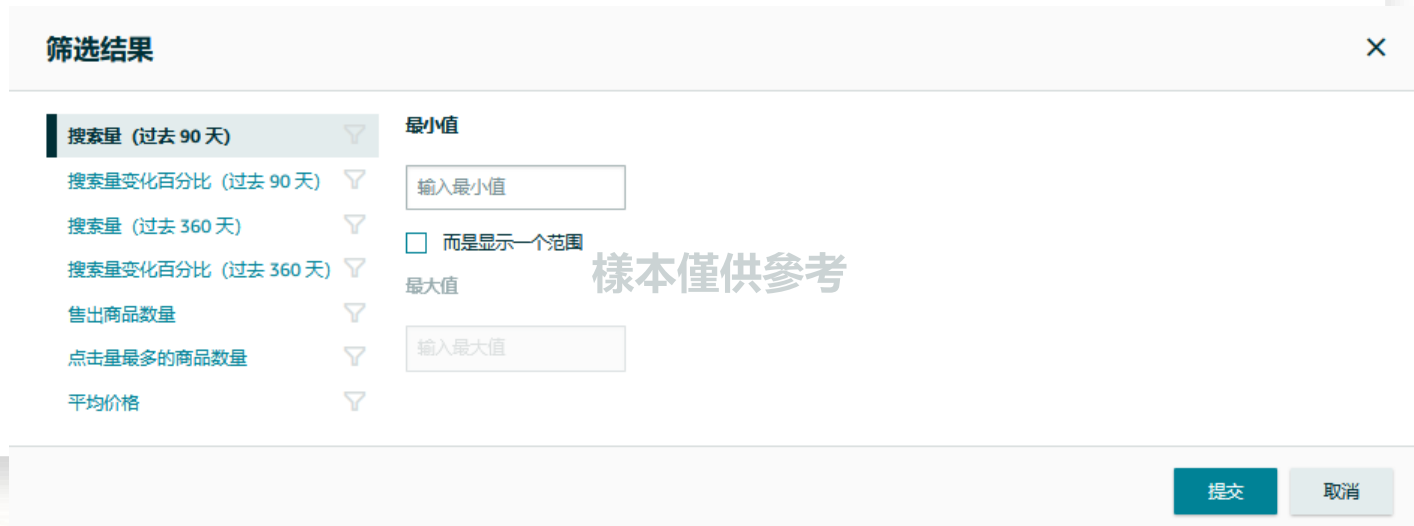 筛选结果
搜索量（过去 90 天）
搜索量变化百分比（过去 90 天）
搜索量（过去 360 天）
搜索量变化百分比（过去 360 天）
售出商品数量
点击量最多的商品数量
平均价格
最小值
输入最小值
而是显示一个范围
最大值
输入最大值
樣本僅供參考
提交
取消